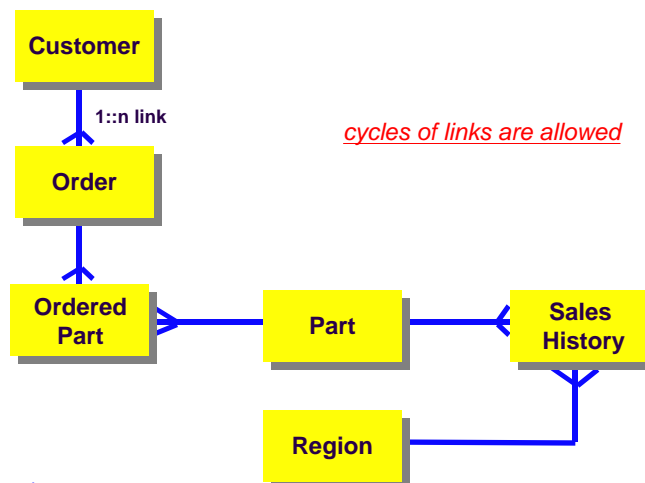 Customer
1::n link
cycles of links are allowed
Order
Ordered
Part
Part
Sales
History
Region